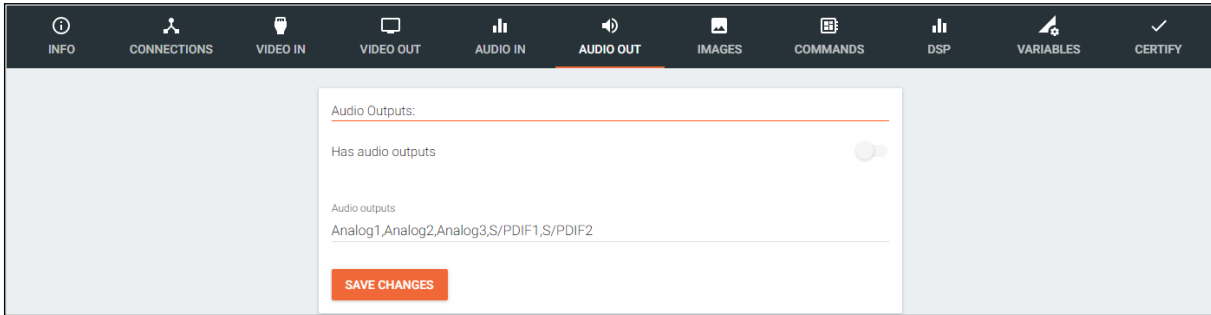 INFO
CONNECTIONS
VIDEO IN
VIDEO OUT
AUDIO IN
AUDIO OUT
IMAGES
COMMANDS
DSP
VARIABLES
CERTIFY
Audio Outputs:
Has audio outputs
Audio outputs
Analog1,Analog2,Analog3,S/PDIF1,S/PDIF2
SAVE CHANGES